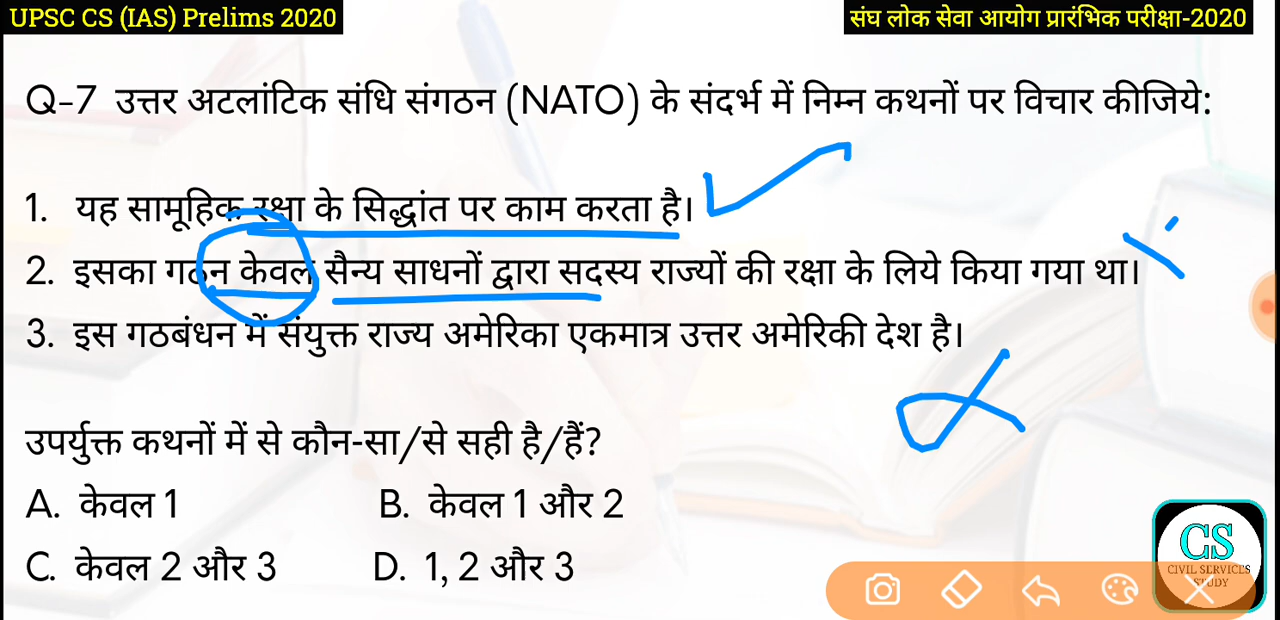 UPSC CS (IAS) Prelims 2020
संघ लोक सेवा आयोग प्रारंभिक परीक्षा-2020
Q-7 उत्तर अटलांटिक संधि संगठन (NATO) के संदर्भ में निम्न कथनों पर विचार कीजिये:
1. यह सामूहिक रक्षा के सिद्धांत पर काम करता है।
2. इसका गठन केवल सैन्य साधनों द्वारा सदस्य राज्यों की रक्षा के लिये किया गया था।
3. इस गठबंधन में संयुक्त राज्य अमेरिका एकमात्र उत्तर अमेरिकी देश है।
उपर्युक्त कथनों में से कौन-सा/से सही है/हैं?
A. केवल 1 B. केवल 1 और 2
C. केवल 2 और 3 D. 1, 2 और 3
CS
CIVIL SERVICES
STUDY